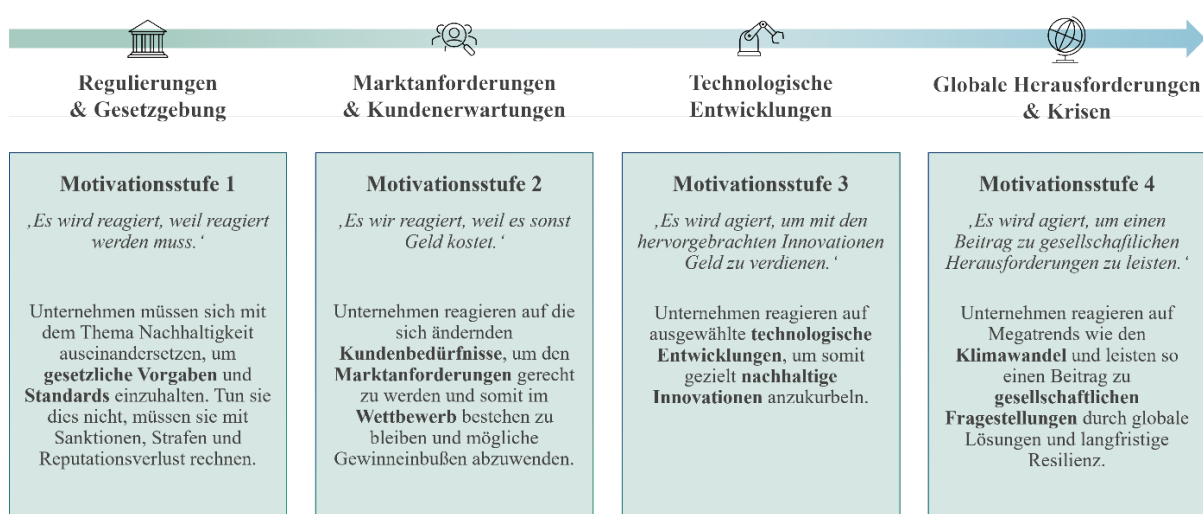 Regulierungen
& Gesetzgebung
Marktanforderungen
& Kundenerwartungen
Technologische
Entwicklungen
Globale Herausforderungen
& Krisen
Motivationsstufe 1
‚Es wird reagiert, weil reagiert
werden muss.‘
Unternehmen müssen sich mit
dem Thema Nachhaltigkeit
auseinandersetzen, um
gesetzliche Vorgaben und
Standards einzuhalten. Tun sie
dies nicht, müssen sie mit
Sanktionen, Strafen und
Reputationsverlust rechnen.
Motivationsstufe 2
‚Es wir reagiert, weil es sonst
Geld kostet.‘
Unternehmen reagieren auf die
sich ändernden
Kundenbedürfnisse, um den
Marktanforderungen gerecht
zu werden und somit im
Wettbewerb bestehen zu
bleiben und mögliche
Gewinneinbußen abzuwenden.
Motivationsstufe 3
‚Es wird agiert, um mit den
hervorgebrachten Innovationen
Geld zu verdienen.‘
Unternehmen reagieren auf
ausgewählte technologische
Entwicklungen, um somit
gezielt nachhaltige
Innovationen anzukurbeln.
Motivationsstufe 4
‚Es wird agiert, um einen
Beitrag zu gesellschaftlichen
Herausforderungen zu leisten.‘
Unternehmen reagieren auf
Megatrends wie den
Klimawandel und leisten so
einen Beitrag zu
gesellschaftlichen
Fragestellungen durch globale
Lösungen und langfristige
Resilienz.